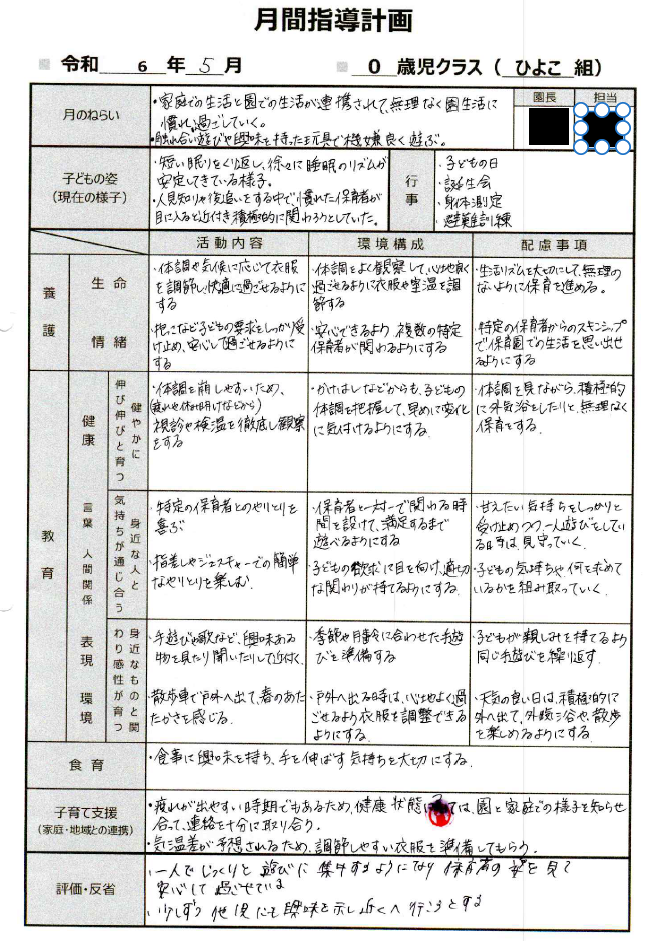 月間指導計画
令和 6 年 5 月
0 歳児クラス（ ひよこ 組）
月のねらい
・家庭での生活と園での生活が連携されて、無理なく園生活に
慣れ、過ごしていく。
・触れ合い遊びや興味を持った玩具で機嫌良く遊ぶ。
園長
担当
子どもの姿
（現在の様子）
・短い眠りをくり返し、徐々に睡眠のリズムが
安定してきている様子。
・人見知りや後追いをする中で慣れた保育者が
目に入ると近付き積極的に関わろうとしていた。
行事
・子どもの日
・誕生会
・身体測定
・避難訓練
活動内容
環境構成
配慮事項
養護
生命
・体調や気候に応じて衣服
を調節し、快適に過ごせるように
する
・体調をよく観察して、心地良く
過ごせるように衣服や室温を調
節する
・生活リズムを大切にして、無理の
ないように保育を進める。
情緒
・抱っこなど子どもの要求をしっかり受
け止め、安心して過ごせるように
する
・安心できるよう複数の特定
保育者が関わるようにする
・特定の保育者からのスキンシップ
で保育園での生活を思い出せ
るようにする
教育
健康
健やかに
伸び伸びと育つ
・体調を崩しやすいため、
（疲れや休み明けなどから）
視診や検温を徹底し観察
をする
・かけはしなどからも、子どもの
体調を把握して、早めに変化
に気付けるようにする
・体調を見ながら、積極的
に外気浴をしたりと、無理なく
保育をする。
言葉 人間関係
身近な人と
気持ちが通じ合う
・特定の保育者とのやりとりを
喜ぶ
・指差しやジェスチャーでの簡単
なやりとりを楽しむ
・保育者と一対一で関わる時
間を設けて、満足するまで
遊べるようにする
・子どもの欲求に目を向け、適切
な関わりが持てるようにする。
・甘えたい気持ちをしっかりと
受け止めつつ、一人遊びをしてい
る時は、見守っていく。
・子どもの気持ちや、何を求めて
いるかを組み取っていく。
表現 環境
身近なものと関
わり感性が育つ
・手遊びや歌など、興味ある
物を見たり聞いたりして近付く
・散歩車で戸外へ出て、春のあた
たかさを感じる。
・季節や月齢に合わせた手遊
びを準備する
・戸外へ出る時は、心地よく過
ごせるよう衣服を調整できる
ようにする。
・子どもが親しみを持てるよう
同じ手遊びを繰り返す.
・天気の良い日は、積極的に
外へ出て、外気浴や、散歩
を楽しめるようにする。
食育
・食事に興味を持ち、手を伸ばす気持ちを大切にする.
子育て支援
（家庭・地域との連携）
・疲れが出やすい時期でもあるため、健康状態は、園と家庭での様子を知らせ
合って、連絡を十分に取り合う.
・気温差が予想されるため、調節しやすい衣服を準備してもらう.
評価・反省
・一人でじっくりと遊びに集中するようになり保育者の姿を見て
安心して過ごせている
・少しずつ他児にも興味を示し近くへ行こうとする